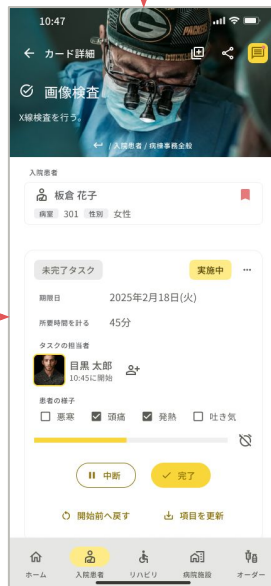 10:47
カード詳細
画像検査
X線検査を行う。
/ 入院患者 / 病棟事務全般
入院患者
板倉 花子
病室 301 性別 女性
未完了タスク 実施中
期限日 2025年2月18日(火)
所要時間を計る 45分
タスクの担当者
目黒 太郎
10:45に開始
患者の様子
悪寒 頭痛 発熱 吐き気
中断 完了
開始前へ戻す 項目を更新
ホーム 入院患者 リハビリ 病院施設 オーダー